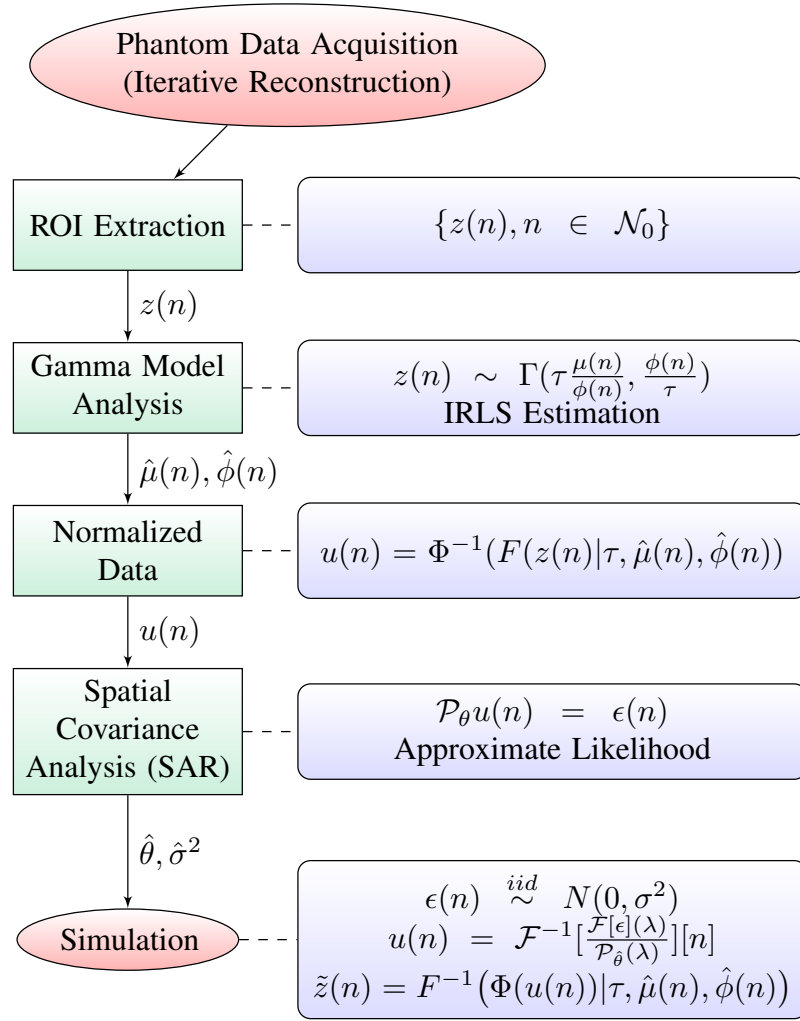 Phantom Data Acquisition
(Iterative Reconstruction)
ROI Extraction
{z(n), n ∈ 𝒩₀}
z(n)
Gamma Model
Analysis
z(n) ∼ Γ(τ μ(n)/ϕ(n), ϕ(n)/τ)
IRLS Estimation
μ̂(n), ϕ̂(n)
Normalized
Data
u(n) = Φ⁻¹(F(z(n)|τ, μ̂(n), ϕ̂(n))
u(n)
Spatial
Covariance
Analysis (SAR)
𝒫_θ u(n) = ϵ(n)
Approximate Likelihood
θ̂, σ̂²
Simulation
ϵ(n) iid∼ N(0, σ²)
u(n) = ℱ⁻¹[ℱ[ϵ](λ)/𝒫_θ̂(λ)][n]
z̃(n) = F⁻¹(Φ(u(n))|τ, μ̂(n), ϕ̂(n))